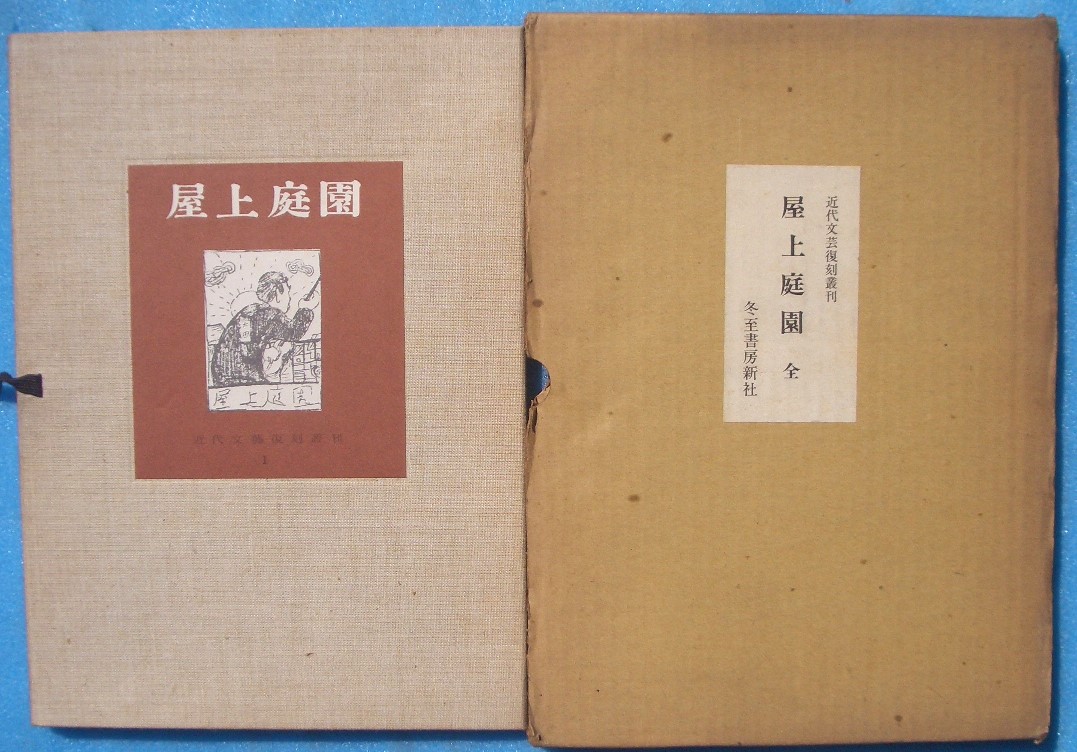 屋上庭園
屋上庭園
近代文藝復刻叢刊
1
近代文芸復刻叢刊
屋上庭園 全
冬至書房新社